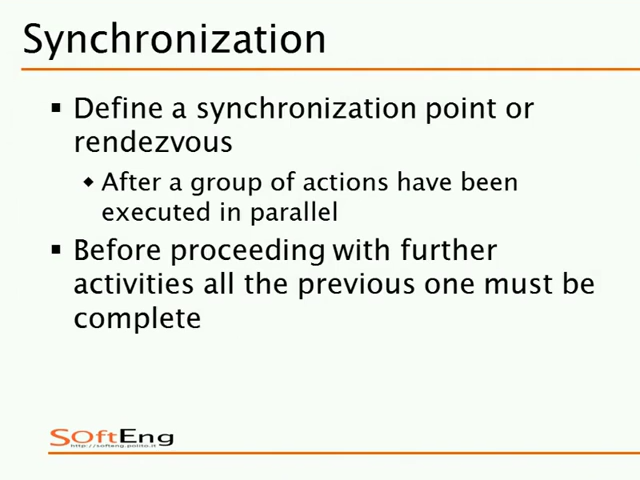 Synchronization
▪ Define a synchronization point or
rendezvous
◆ After a group of actions have been
executed in parallel
▪ Before proceeding with further
activities all the previous one must be
complete
SOftEng
http://softeng.polito.it